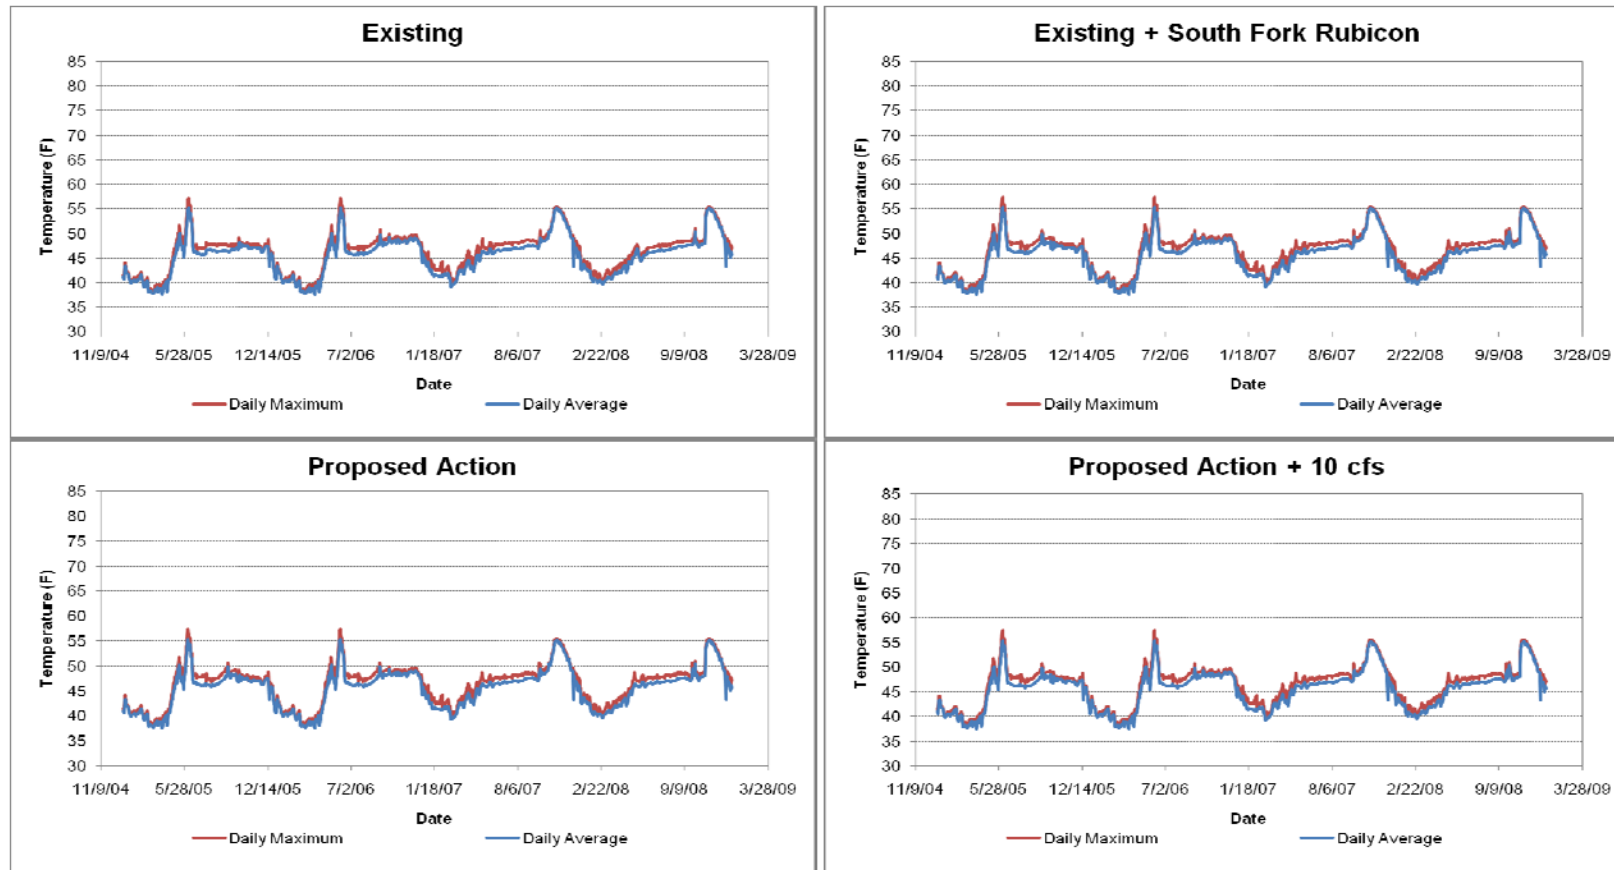 Existing
85
80
75
70
65
60
55
50
45
40
35
30
Temperature (F)
11/9/04 5/28/05 12/14/05 7/2/06 1/18/07 8/6/07 2/22/08 9/9/08 3/28/09
Date
Daily Maximum Daily Average
Existing + South Fork Rubicon
85
80
75
70
65
60
55
50
45
40
35
30
Temperature (F)
11/9/04 5/28/05 12/14/05 7/2/06 1/18/07 8/6/07 2/22/08 9/9/08 3/28/09
Date
Daily Maximum Daily Average
Proposed Action
85
80
75
70
65
60
55
50
45
40
35
30
Temperature (F)
11/9/04 5/28/05 12/14/05 7/2/06 1/18/07 8/6/07 2/22/08 9/9/08 3/28/09
Date
Daily Maximum Daily Average
Proposed Action + 10 cfs
85
80
75
70
65
60
55
50
45
40
35
30
Temperature (F)
11/9/04 5/28/05 12/14/05 7/2/06 1/18/07 8/6/07 2/22/08 9/9/08 3/28/09
Date
Daily Maximum Daily Average